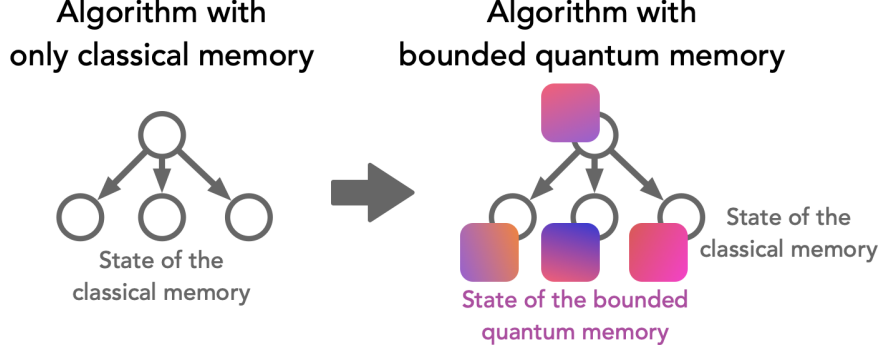 Algorithm with
only classical memory
Algorithm with
bounded quantum memory
State of the
classical memory
State of the
classical memory
State of the bounded
quantum memory